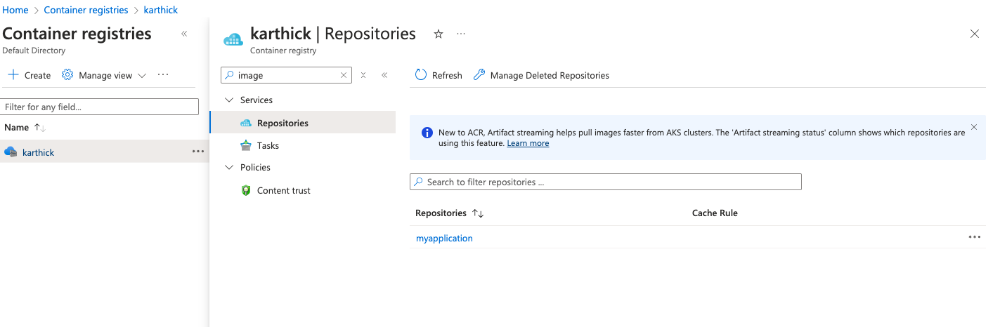 Home > Container registries > karthick
Container registries «
Default Directory
Create Manage view ...
Filter for any field...
Name ↑↓
karthick ...
karthick | Repositories ☆ ...
Container registry
image × «
Services
Repositories
Tasks
Policies
Content trust
Refresh Manage Deleted Repositories
New to ACR, Artifact streaming helps pull images faster from AKS clusters. The 'Artifact streaming status' column shows which repositories are
using this feature. Learn more
Search to filter repositories ...
Repositories ↑↓ Cache Rule
myapplication ...